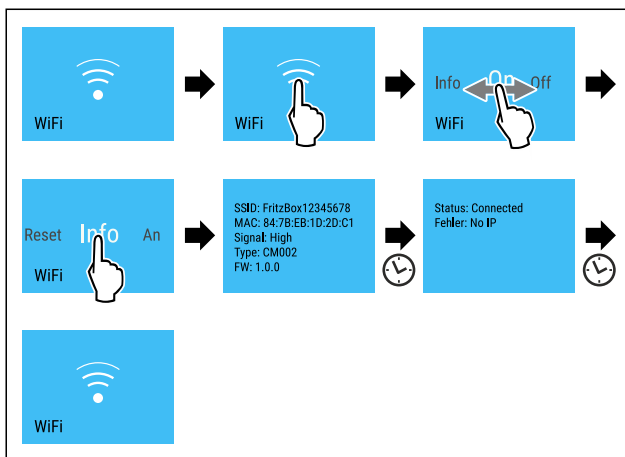 WiFi
WiFi
Info On Off
WiFi
Reset Info An
WiFi
SSID: FritzBox12345678
MAC: 84:7B:EB:1D:2D:C1
Signal: High
Type: CM002
FW: 1.0.0
Status: Connected
Fehler: No IP
WiFi